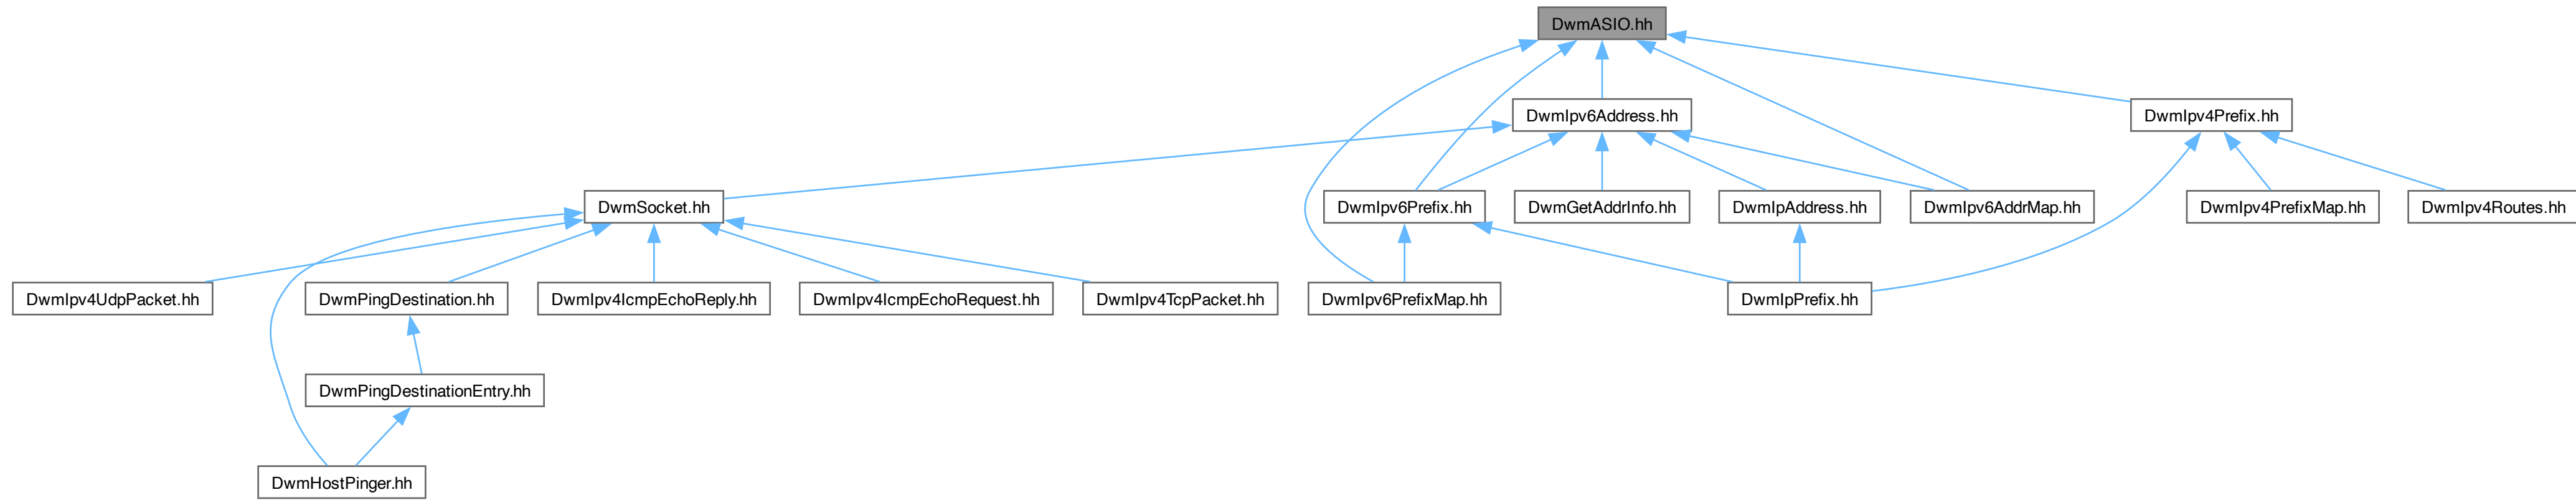 DwmASIO.hh
DwmIpv6Address.hh
DwmIpv4Prefix.hh
DwmSocket.hh
DwmIpv6Prefix.hh
DwmGetAddrInfo.hh
DwmIpAddress.hh
DwmIpv6AddrMap.hh
DwmIpv4PrefixMap.hh
DwmIpv4Routes.hh
DwmIpv4UdpPacket.hh
DwmPingDestination.hh
DwmIpv4IcmpEchoReply.hh
DwmIpv4IcmpEchoRequest.hh
DwmIpv4TcpPacket.hh
DwmIpv6PrefixMap.hh
DwmIpPrefix.hh
DwmPingDestinationEntry.hh
DwmHostPinger.hh